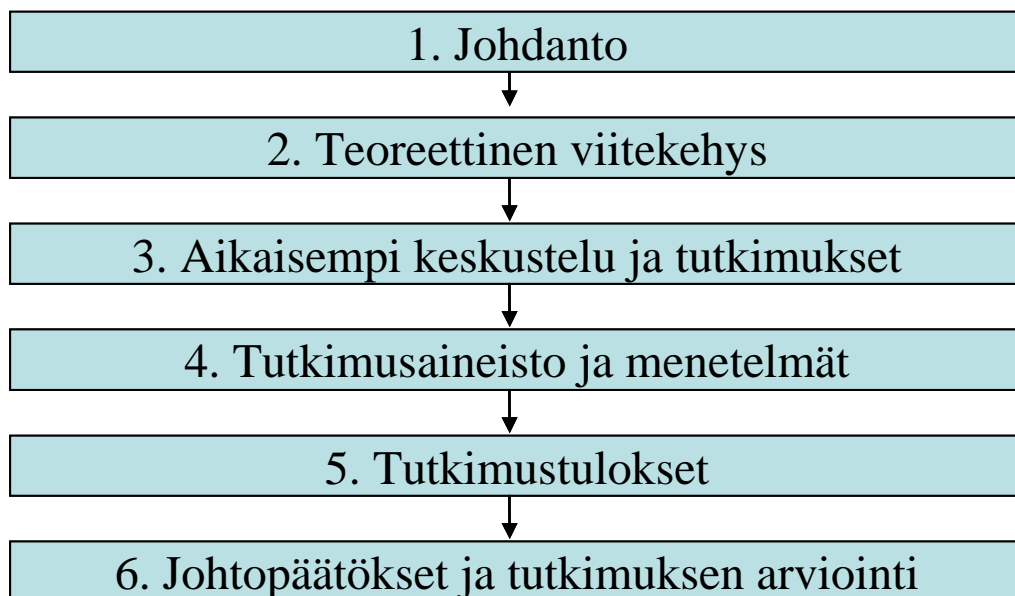 1. Johdanto
2. Teoreettinen viitekehys
3. Aikaisempi keskustelu ja tutkimukset
4. Tutkimusaineisto ja menetelmät
5. Tutkimustulokset
6. Johtopäätökset ja tutkimuksen arviointi